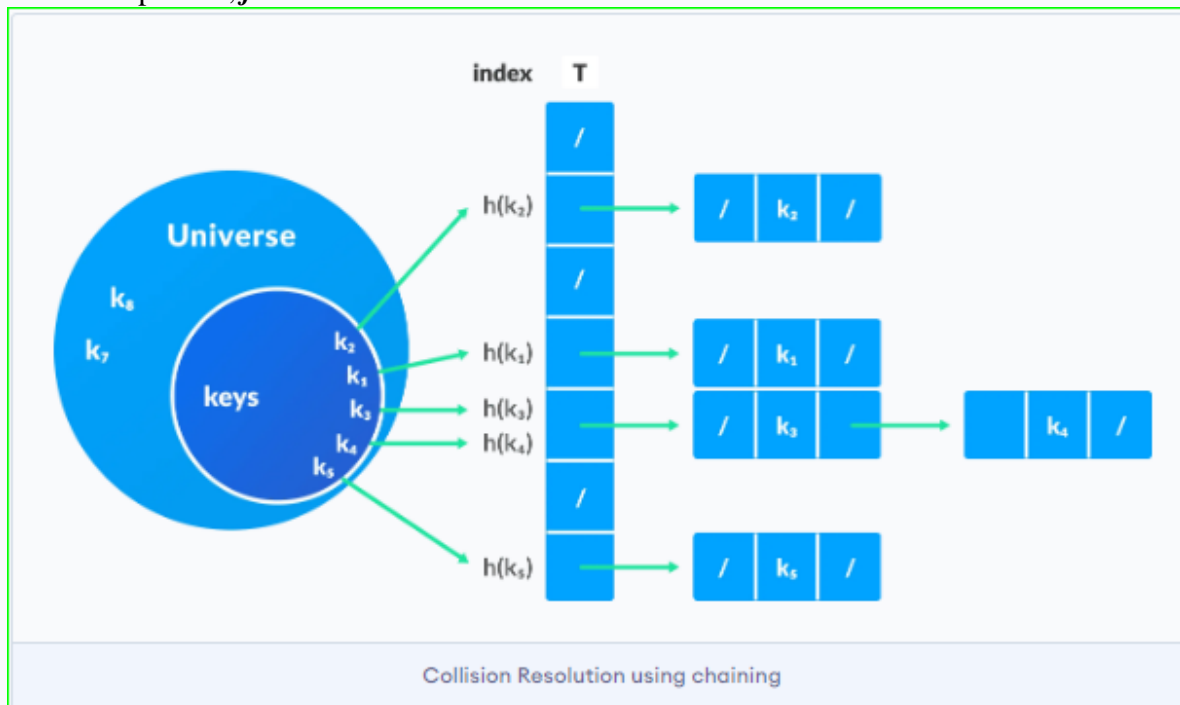 index T
/
h(k₂) / k₂ /
Universe
/
k₈
k₇
k₂
h(k₁) / k₁ /
k₁
keys
k₃
h(k₃) / k₃
k₄
h(k₄) k₄ /
k₅
/
h(k₅) / k₅ /
Collision Resolution using chaining